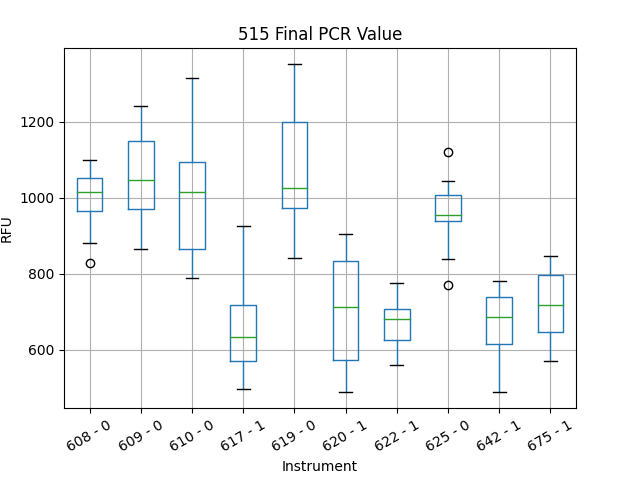 515 Final PCR Value
RFU
1200
1000
800
600
608 - 0
609 - 0
610 - 0
617 - 1
619 - 0
620 - 1
622 - 1
625 - 0
642 - 1
675 - 1
Instrument